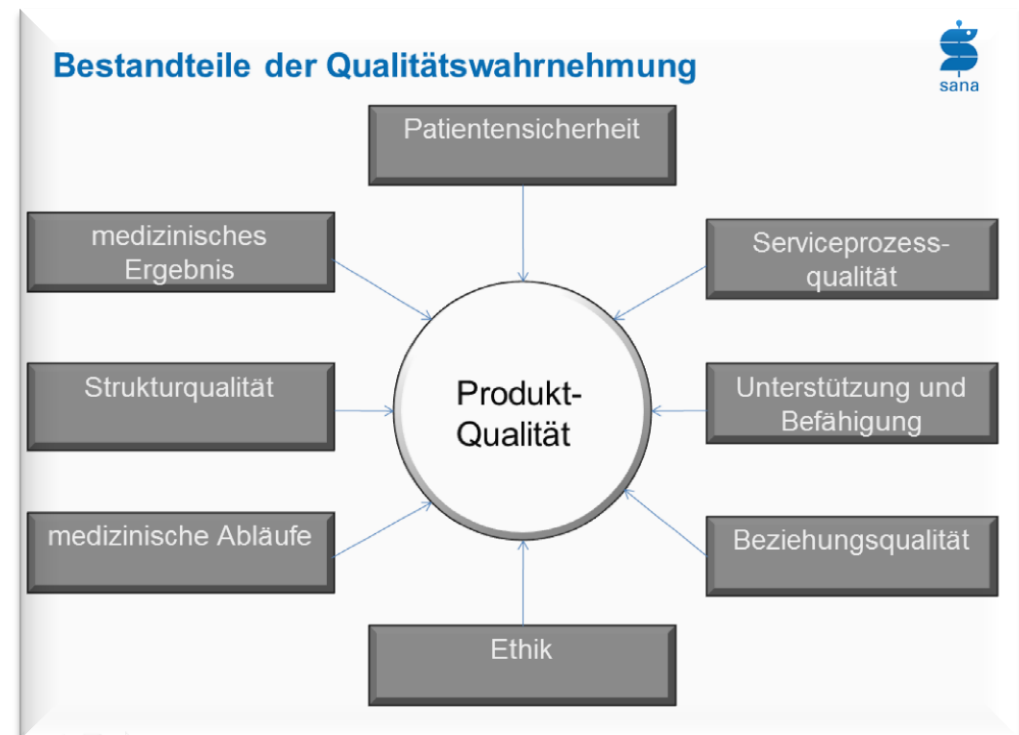 Bestandteile der Qualitätswahrnehmung
sana
Patientensicherheit
medizinisches
Ergebnis
Serviceprozess-
qualität
Strukturqualität
Produkt-
Qualität
Unterstützung und
Befähigung
medizinische Abläufe
Beziehungsqualität
Ethik